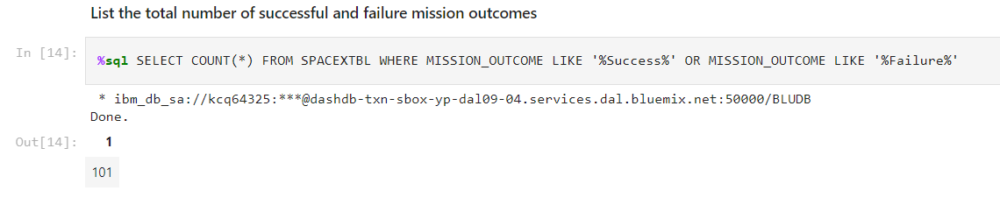 List the total number of successful and failure mission outcomes
In [14]: %sql SELECT COUNT(*) FROM SPACEXTBL WHERE MISSION_OUTCOME LIKE '%Success%' OR MISSION_OUTCOME LIKE '%Failure%'
* ibm_db_sa://kcq64325:***@dashdb-txn-sbox-yp-dal09-04.services.dal.bluemix.net:50000/BLUDB
Done.
Out[14]: 1
101